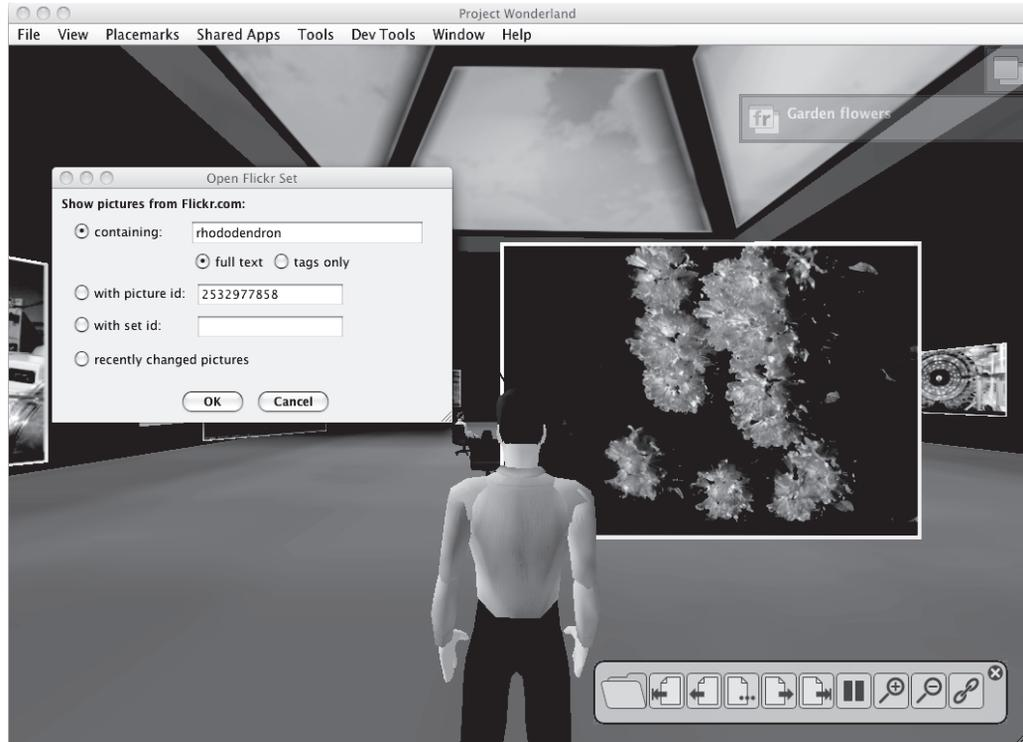 Project Wonderland
File View Placemarks Shared Apps Tools Dev Tools Window Help
fr Garden flowers
Open Flickr Set
Show pictures from Flickr.com:
containing: rhododendron
full text tags only
with picture id: 2532977858
with set id:
recently changed pictures
OK Cancel